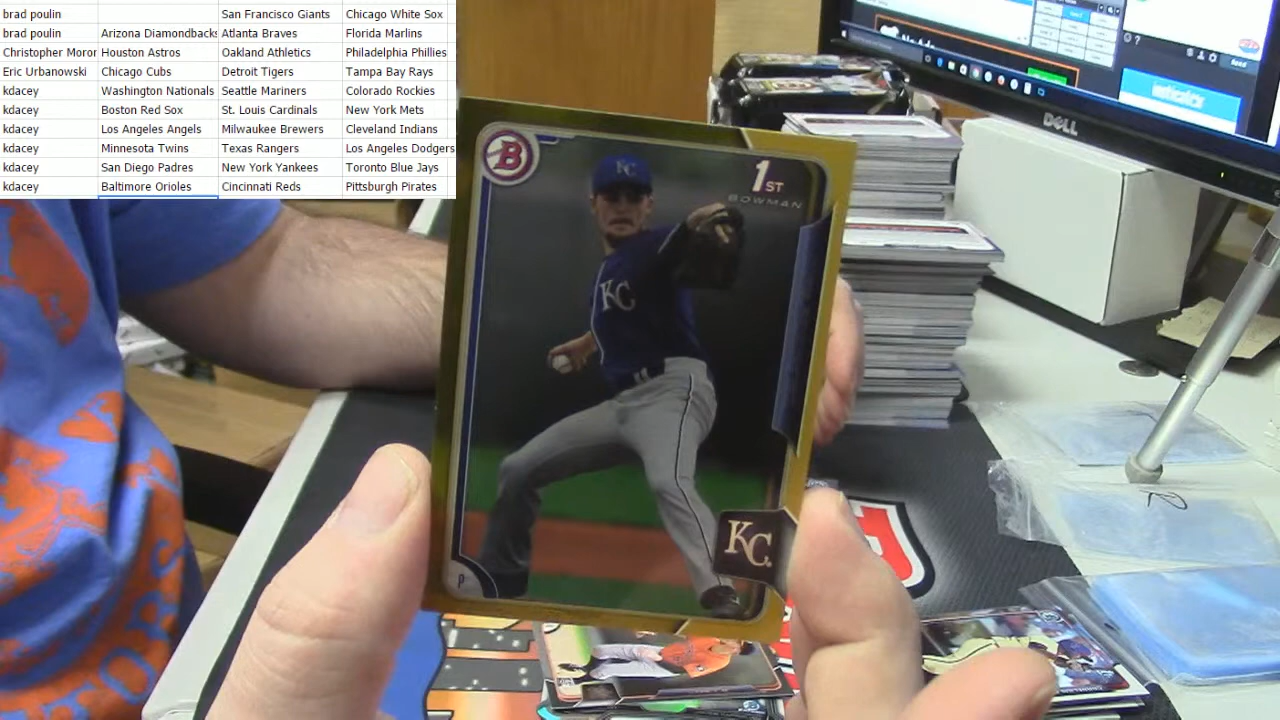 brad poulin San Francisco Giants Chicago White Sox
brad poulin Arizona Diamondbacks Atlanta Braves Florida Marlins
Christopher Moror Houston Astros Oakland Athletics Philadelphia Phillies
Eric Urbanowski Chicago Cubs Detroit Tigers Tampa Bay Rays
kdacey Washington Nationals Seattle Mariners Colorado Rockies
kdacey Boston Red Sox St. Louis Cardinals New York Mets
kdacey Los Angeles Angels Milwaukee Brewers Cleveland Indians
kdacey Minnesota Twins Texas Rangers Los Angeles Dodgers
kdacey San Diego Padres New York Yankees Toronto Blue Jays
kdacey Baltimore Orioles Cincinnati Reds Pittsburgh Pirates
DELL
B
1ST
BOWMAN
KC
KC
KC
P